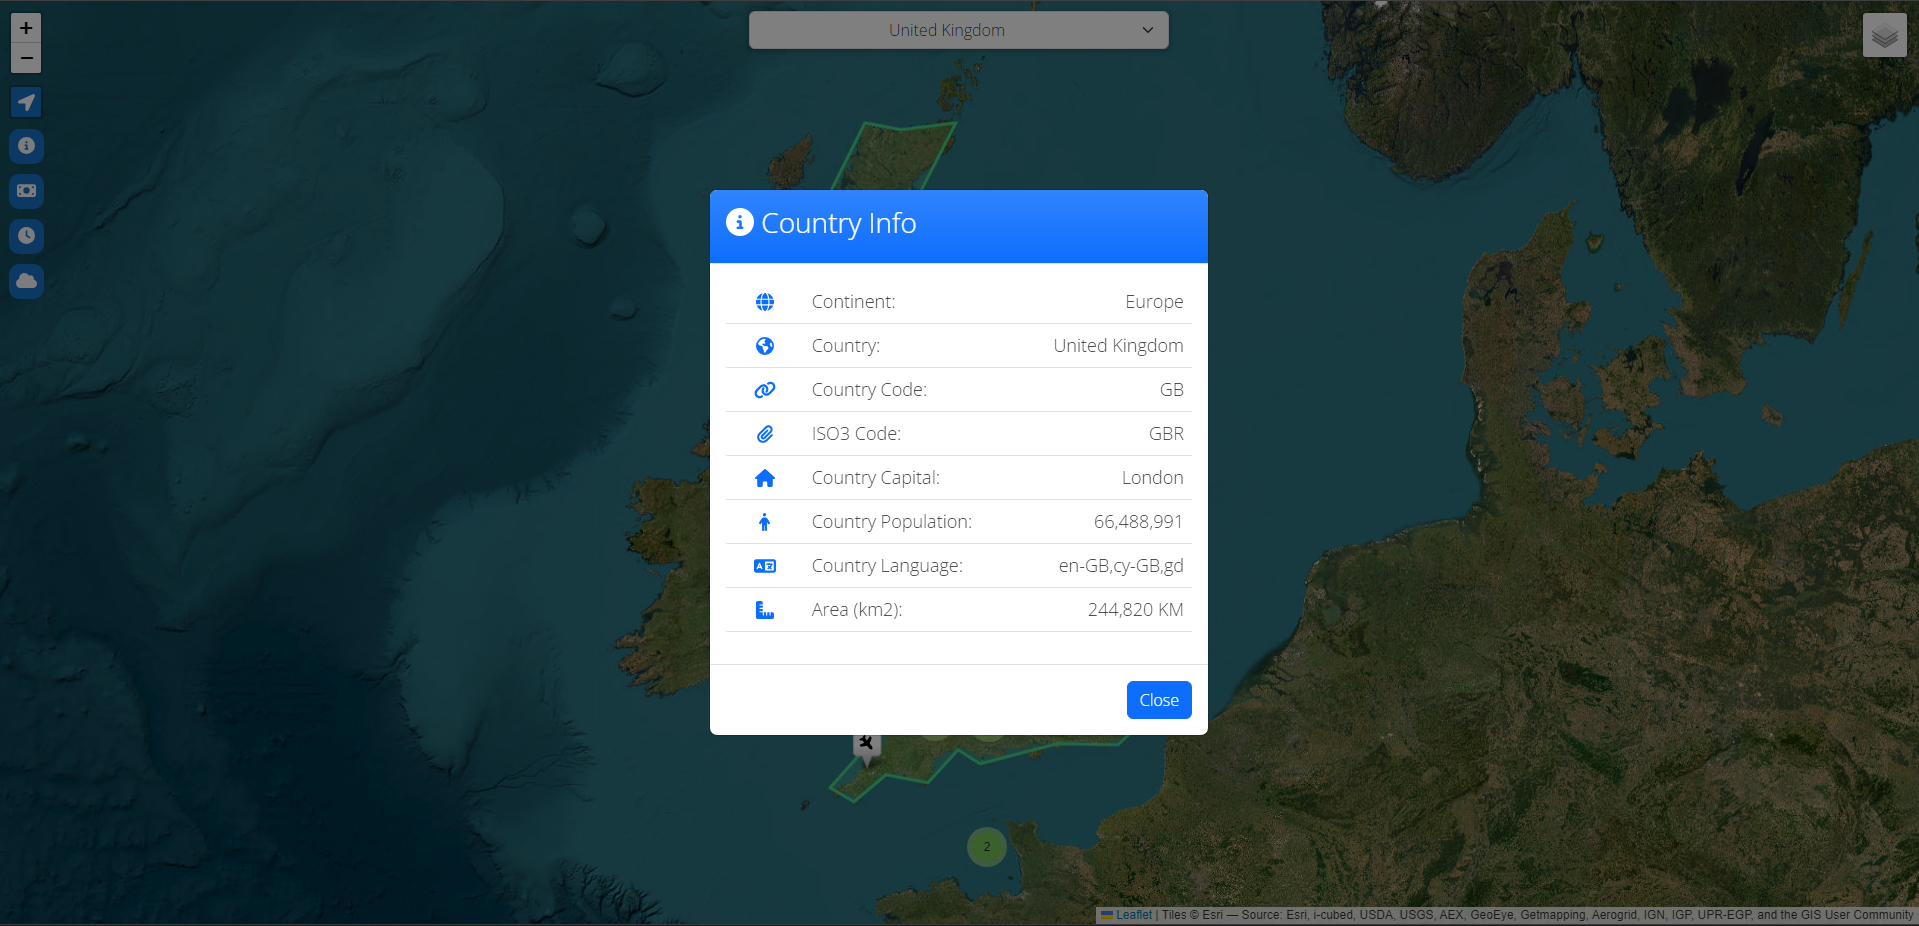 +
−
United Kingdom
Country Info
Continent: Europe
Country: United Kingdom
Country Code: GB
ISO3 Code: GBR
Country Capital: London
Country Population: 66,488,991
Country Language: en-GB,cy-GB,gd
Area (km2): 244,820 KM
Close
2
Leaflet | Tiles © Esri — Source: Esri, i-cubed, USDA, USGS, AEX, GeoEye, Getmapping, Aerogrid, IGN, IGP, UPR-EGP, and the GIS User Community